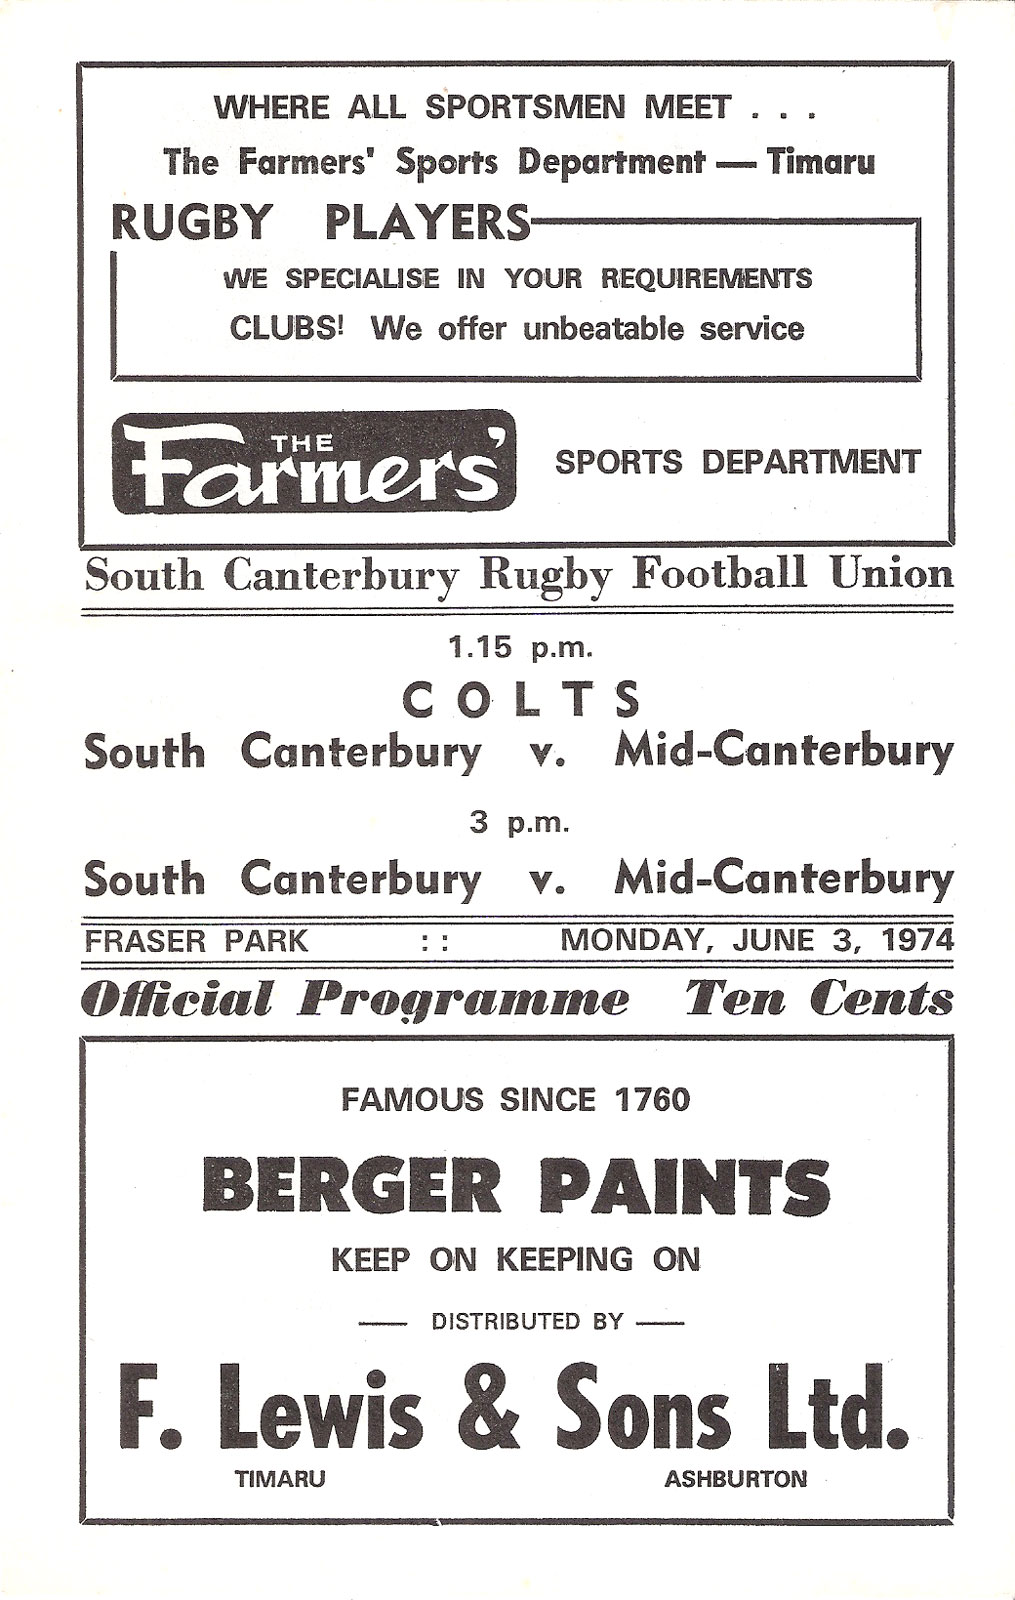 WHERE ALL SPORTSMEN MEET . . .
The Farmers' Sports Department — Timaru
RUGBY PLAYERS
WE SPECIALISE IN YOUR REQUIREMENTS
CLUBS! We offer unbeatable service
THE Farmers' SPORTS DEPARTMENT
South Canterbury Rugby Football Union
1.15 p.m.
COLTS
South Canterbury v. Mid-Canterbury
3 p.m.
South Canterbury v. Mid-Canterbury
FRASER PARK :: MONDAY, JUNE 3, 1974
Official Programme Ten Cents
FAMOUS SINCE 1760
BERGER PAINTS
KEEP ON KEEPING ON
— DISTRIBUTED BY —
F. Lewis & Sons Ltd.
TIMARU ASHBURTON